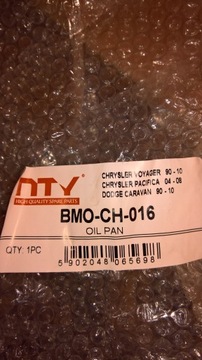 nty
HIGH QUALITY SPARE PARTS
CHRYSLER VOYAGER 90 - 10
CHRYSLER PACIFICA 04 - 08
DODGE CARAVAN 90 - 10
BMO-CH-016
OIL PAN
QTY: 1PC
5 902048 065698